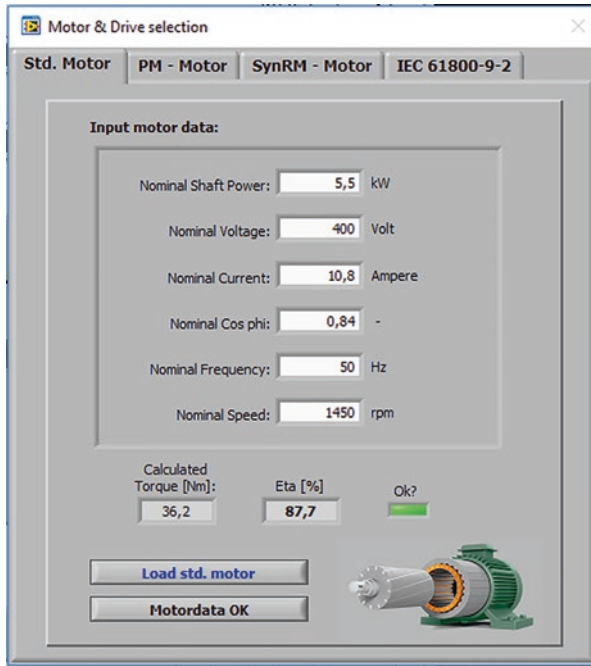 Motor & Drive selection
Std. Motor PM - Motor SynRM - Motor IEC 61800-9-2
Input motor data:
Nominal Shaft Power: 5,5 kW
Nominal Voltage: 400 Volt
Nominal Current: 10,8 Ampere
Nominal Cos phi: 0,84 -
Nominal Frequency: 50 Hz
Nominal Speed: 1450 rpm
Calculated
Torque [Nm]: Eta [%] Ok?
36,2 87,7
Load std. motor
Motordata OK